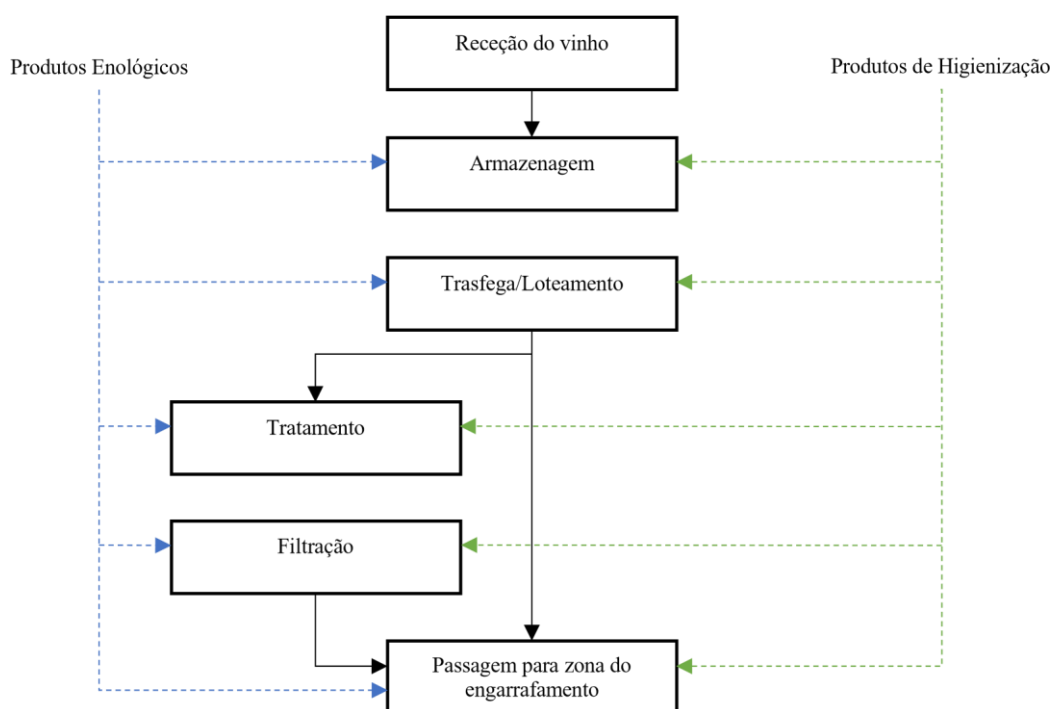 Receção do vinho
Produtos Enológicos
Produtos de Higienização
Armazenagem
Trasfega/Loteamento
Tratamento
Filtração
Passagem para zona do
engarrafamento